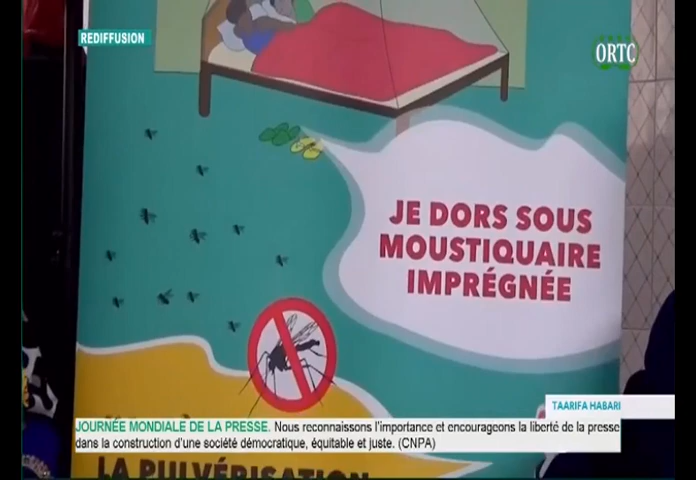 REDIFFUSION
ORTC
JE DORS SOUS
MOUSTIQUAIRE
IMPRÉGNÉE
TAARIFA HABARI
JOURNÉE MONDIALE DE LA PRESSE. Nous reconnaissons l'importance et encourageons la liberté de la presse
dans la construction d'une société démocratique, équitable et juste. (CNPA)
LA PULVÉRISATION